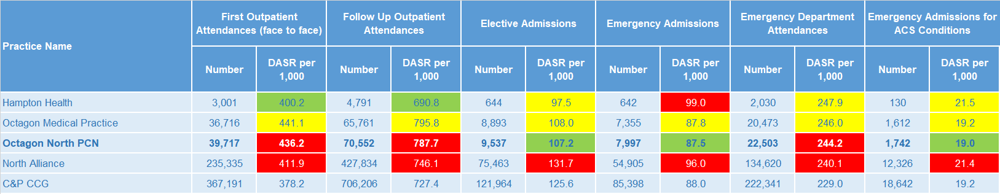 Practice Name
First Outpatient
Attendances (face to face)
Follow Up Outpatient
Attendances
Elective Admissions
Emergency Admissions
Emergency Department
Attendances
Emergency Admissions for
ACS Conditions
Number
DASR per
1,000
Number
DASR per
1,000
Number
DASR per
1,000
Number
DASR per
1,000
Number
DASR per
1,000
Number
DASR per
1,000
Hampton Health 3,001 400.2 4,791 690.8 644 97.5 642 99.0 2,030 247.9 130 21.5
Octagon Medical Practice 36,716 441.1 65,761 795.8 8,893 108.0 7,355 87.8 20,473 246.0 1,612 19.2
Octagon North PCN 39,717 436.2 70,552 787.7 9,537 107.2 7,997 87.5 22,503 244.2 1,742 19.0
North Alliance 235,335 411.9 427,834 746.1 75,463 131.7 54,905 96.0 134,620 240.1 12,326 21.4
C&P CCG 367,191 378.2 706,206 727.4 121,964 125.6 85,398 88.0 222,341 229.0 18,642 19.2